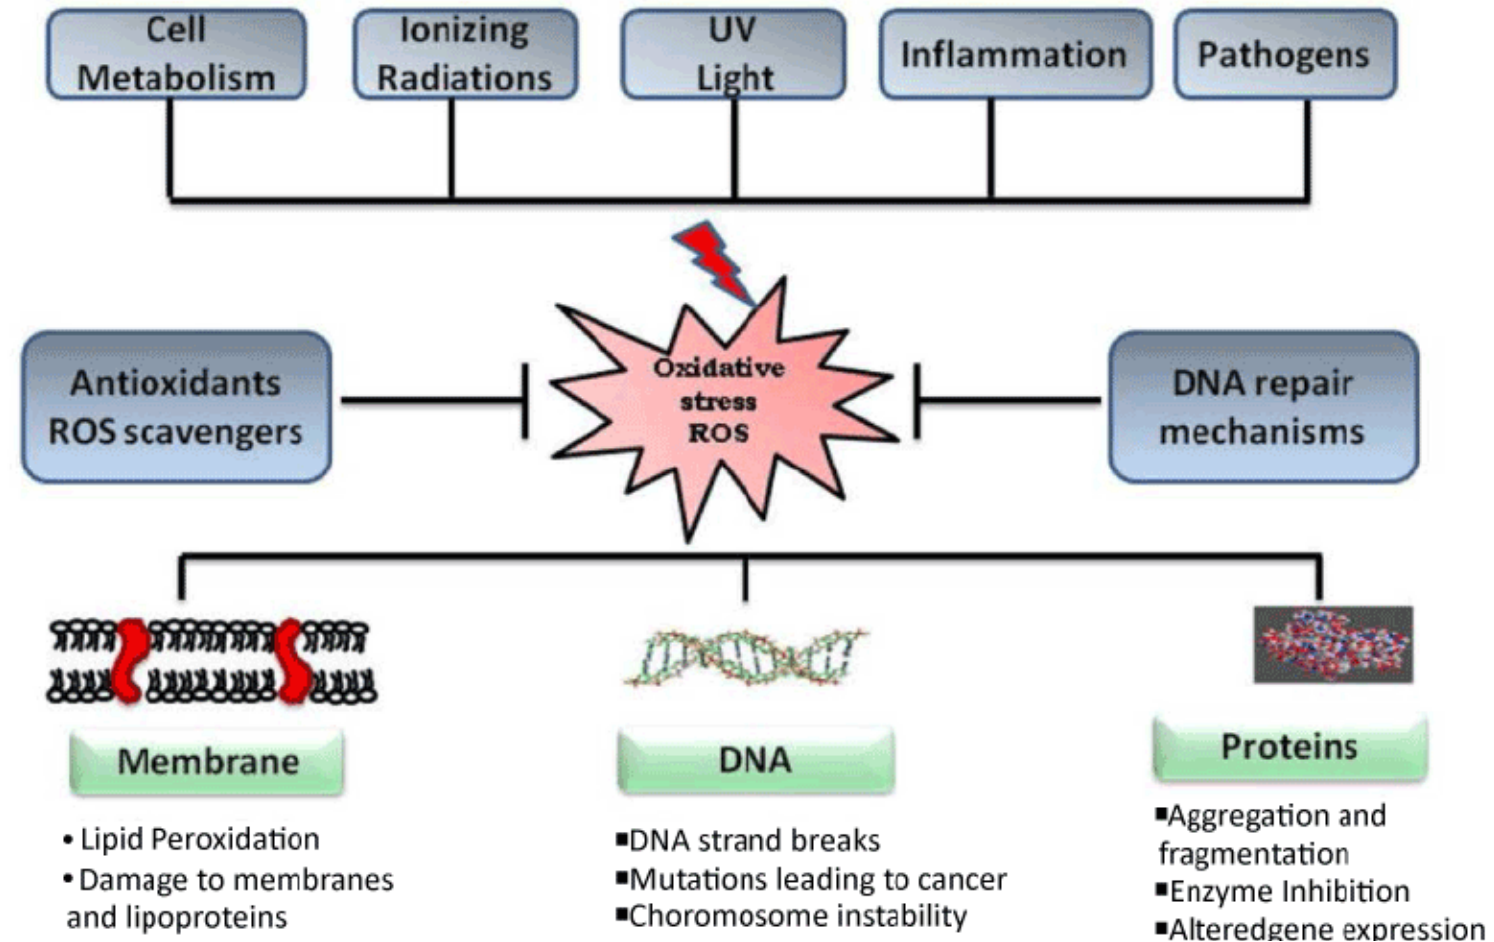 Cell
Metabolism
Ionizing
Radiations
UV
Light
Inflammation
Pathogens
Oxidative
stress
ROS
Antioxidants
ROS scavengers
DNA repair
mechanisms
Membrane
• Lipid Peroxidation
• Damage to membranes
and lipoproteins
DNA
▪DNA strand breaks
▪Mutations leading to cancer
▪Choromosome instability
Proteins
▪Aggregation and
fragmentation
▪Enzyme Inhibition
▪Alteredgene expression